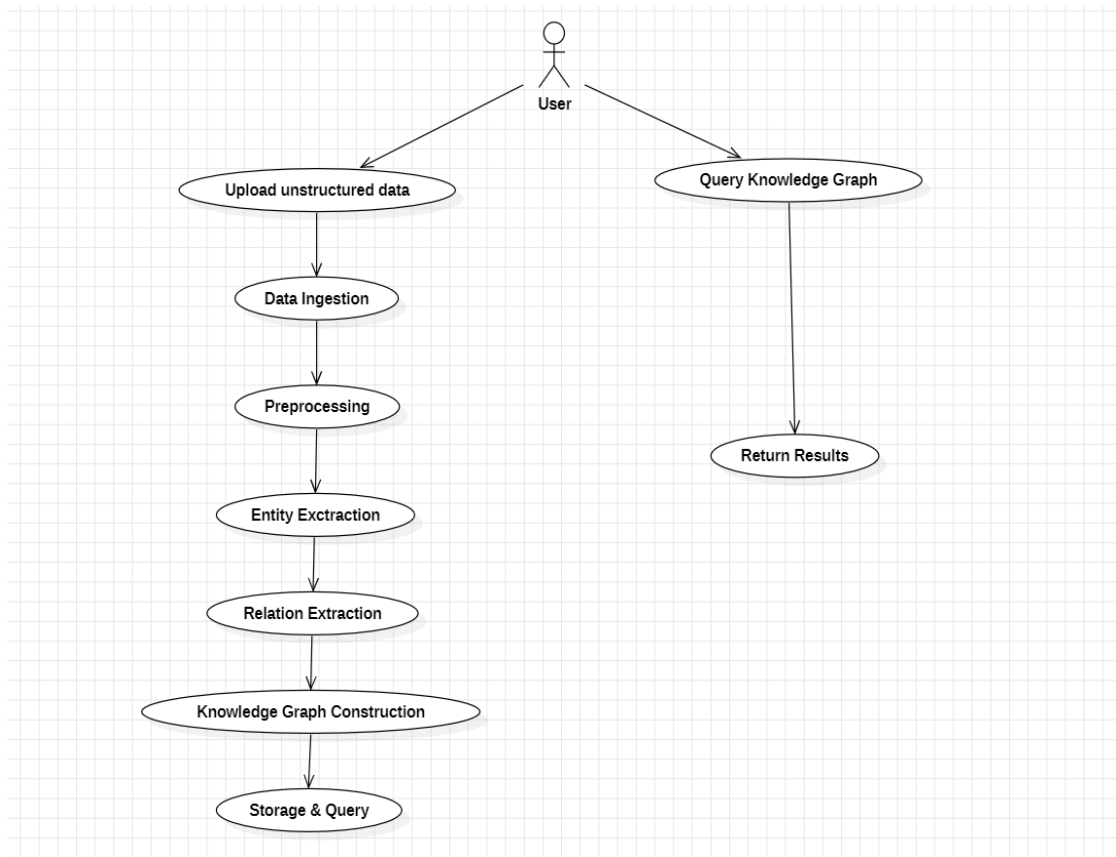 User
Upload unstructured data
Query Knowledge Graph
Data Ingestion
Preprocessing
Return Results
Entity Exctraction
Relation Extraction
Knowledge Graph Construction
Storage & Query